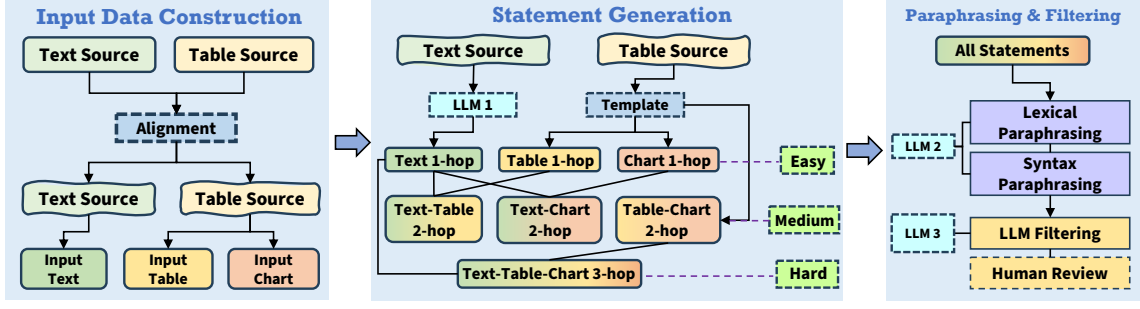 Input Data Construction
Text Source
Table Source
Alignment
Text Source
Table Source
Input
Text
Input
Table
Input
Chart
Statement Generation
Text Source
Table Source
LLM 1
Template
Text 1-hop
Table 1-hop
Chart 1-hop
Easy
Text-Table
2-hop
Text-Chart
2-hop
Table-Chart
2-hop
Medium
Text-Table-Chart 3-hop
Hard
Paraphrasing & Filtering
All Statements
LLM 2
Lexical
Paraphrasing
Syntax
Paraphrasing
LLM 3
LLM Filtering
Human Review